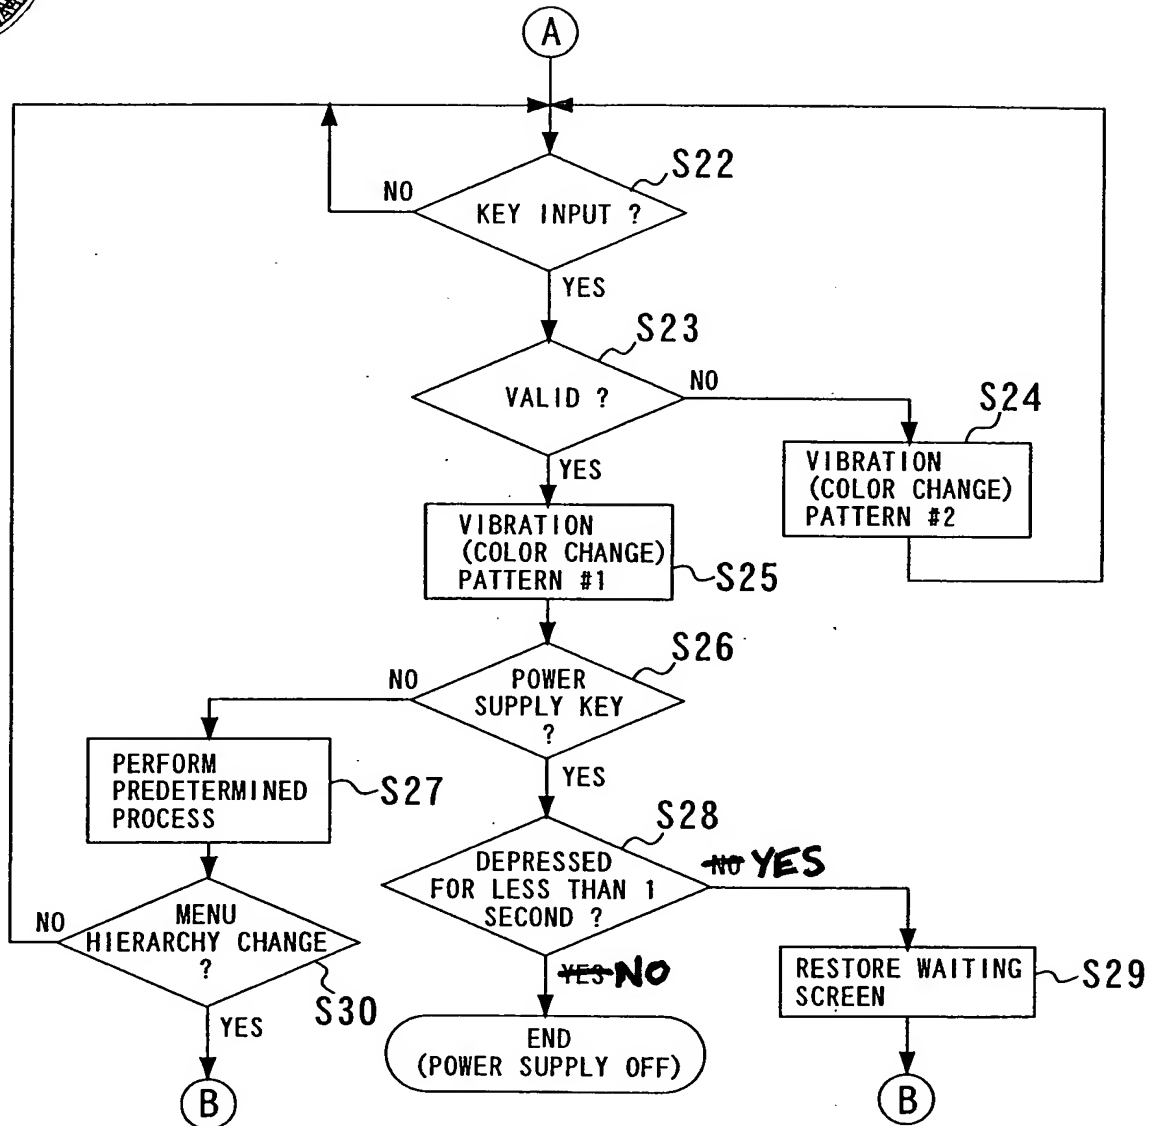 A
S22
NO
KEY INPUT ?
YES
S23
VALID ?
NO
S24
YES
VIBRATION
(COLOR CHANGE)
PATTERN #2
VIBRATION
(COLOR CHANGE)
PATTERN #1
S25
S26
NO
POWER
SUPPLY KEY
?
YES
PERFORM
PREDETERMINED
PROCESS
S27
S28
DEPRESSED
FOR LESS THAN 1
SECOND ?
NO YES
NO
MENU
HIERARCHY CHANGE
?
S30
YES
YES NO
RESTORE WAITING
SCREEN
S29
END
(POWER SUPPLY OFF)
B
B